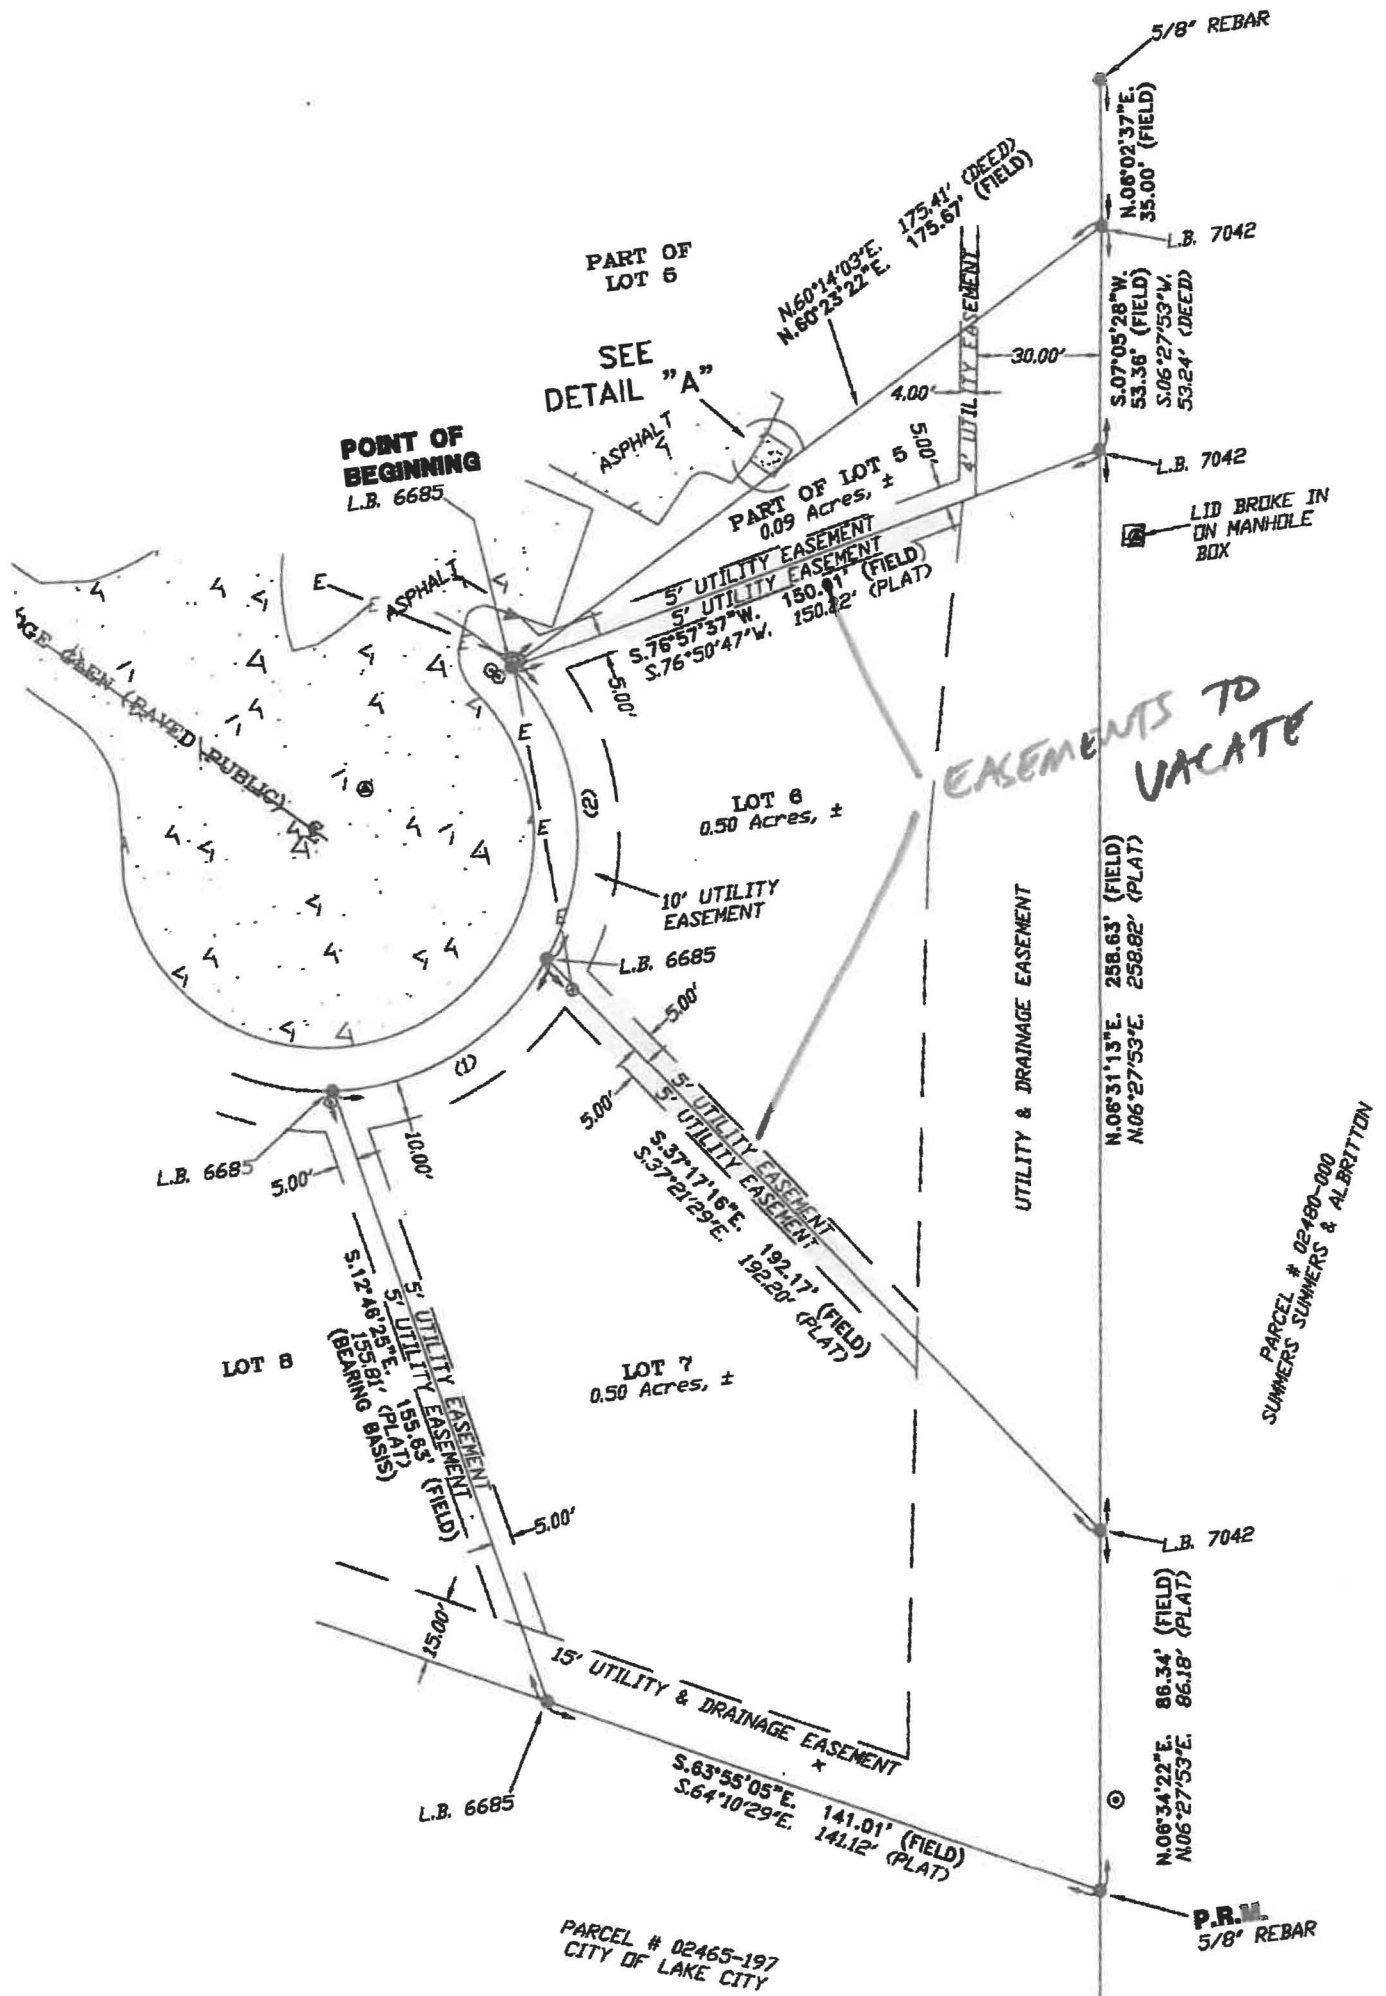 5/8" REBAR
N.06°02'37"E.
35.00' (FIELD)
L.B. 7042
N.60°14'03"E. 175.41' (DEED)
N.60°23'22"E. 175.67' (FIELD)
PART OF
LOT 5
SEE
DETAIL "A"
ASPHALT
POINT OF
BEGINNING
L.B. 6685
4' UTILITY EASEMENT
30.00'
4.00'
5.00'
S.07°05'28"W.
53.36' (FIELD)
S.06°27'53"W.
53.24' (DEED)
L.B. 7042
LID BROKE IN
ON MANHOLE
BOX
PART OF LOT 5
0.09 Acres, ±
5' UTILITY EASEMENT
5' UTILITY EASEMENT
S.76°57'37"W. (FIELD)
S.76°50'47"W. (PLAT)
5.00'
E
E
ASPHALT
GLEN (PAVED PUBLIC)
E
E
E
(2)
EASEMENTS TO
VACATE
LOT 6
0.50 Acres, ±
10' UTILITY
EASEMENT
L.B. 6685
UTILITY & DRAINAGE EASEMENT
N.06°31'13"E. 258.63' (FIELD)
N.06°27'53"E. 258.82' (PLAT)
(1)
5.00'
5.00'
5' UTILITY EASEMENT
5' UTILITY EASEMENT
S.37°17'16"E. 192.17' (FIELD)
S.37°21'29"E. 192.20' (PLAT)
L.B. 6685
5.00'
10.00'
PARCEL # 02480-000
SUMMERS SUMMERS & ALBRITTON
5' UTILITY EASEMENT
5' UTILITY EASEMENT
S.12°46'25"E. 155.63' (FIELD)
155.81' (PLAT)
(BEARING BASIS)
LOT 8
LOT 7
0.50 Acres, ±
5.00'
L.B. 7042
15.00'
15' UTILITY & DRAINAGE EASEMENT
N.06°34'22"E. 86.34' (FIELD)
N.06°27'53"E. 86.18' (PLAT)
S.63°55'05"E. 141.01' (FIELD)
S.64°10'29"E. 141.12' (PLAT)
L.B. 6685
P.R.M.
5/8" REBAR
PARCEL # 02465-197
CITY OF LAKE CITY